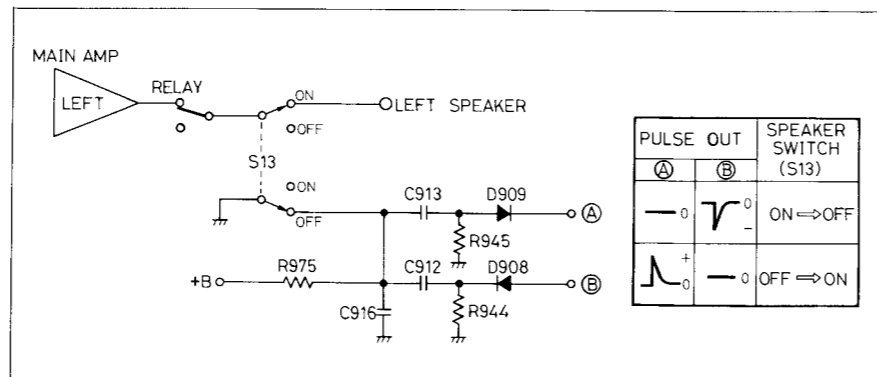 MAIN AMP
LEFT
RELAY
ON
OFF
LEFT SPEAKER
S13
ON
OFF
C913
D909
Ⓐ
R945
+B
R975
C912
D908
Ⓑ
C916
R944
PULSE OUT
SPEAKER SWITCH (S13)
Ⓐ
Ⓑ
0
0
−
ON ⇒ OFF
+
0
0
OFF ⇒ ON